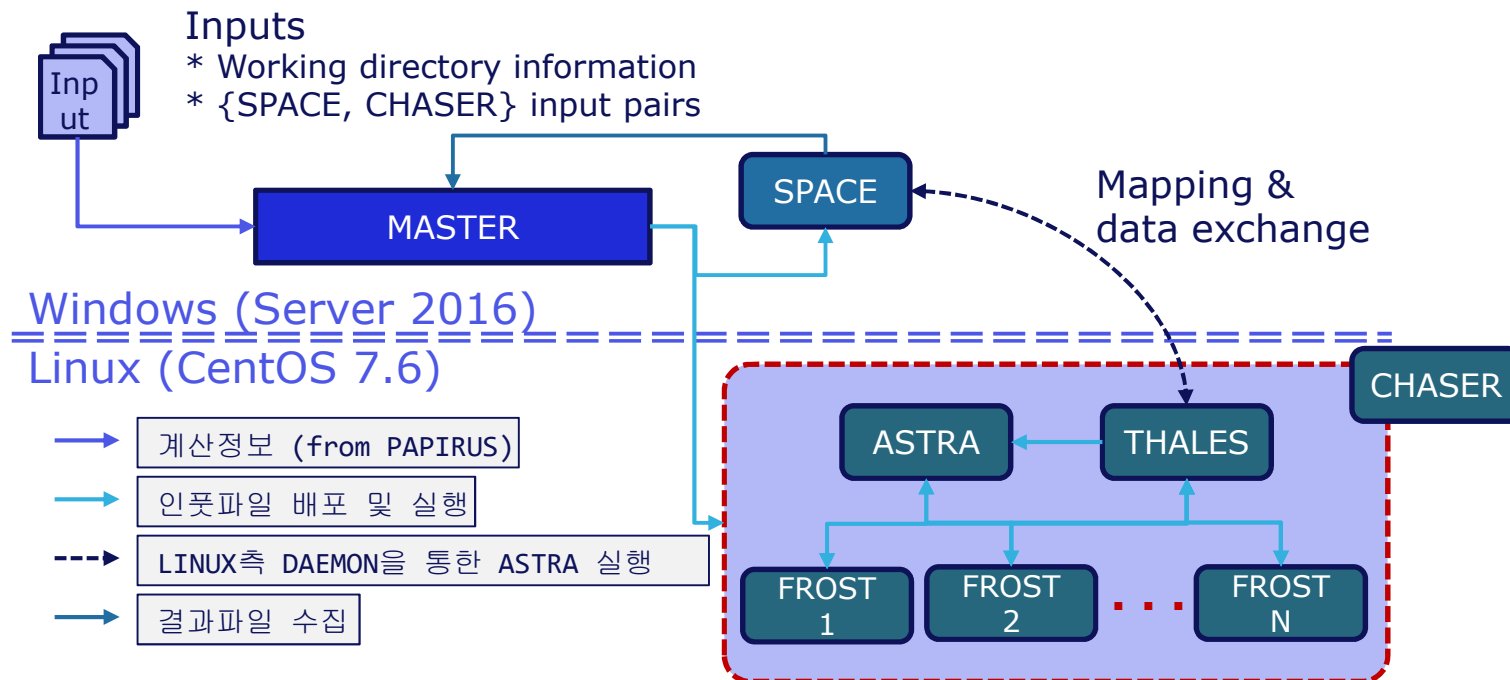 Inputs
* Working directory information
* {SPACE, CHASER} input pairs
Inp
ut
MASTER
SPACE
Mapping &
data exchange
Windows (Server 2016)
Linux (CentOS 7.6)
CHASER
ASTRA
THALES
FROST
1
FROST
2
. . .
FROST
N
계산정보 (from PAPIRUS)
인풋파일 배포 및 실행
LINUX측 DAEMON을 통한 ASTRA 실행
결과파일 수집